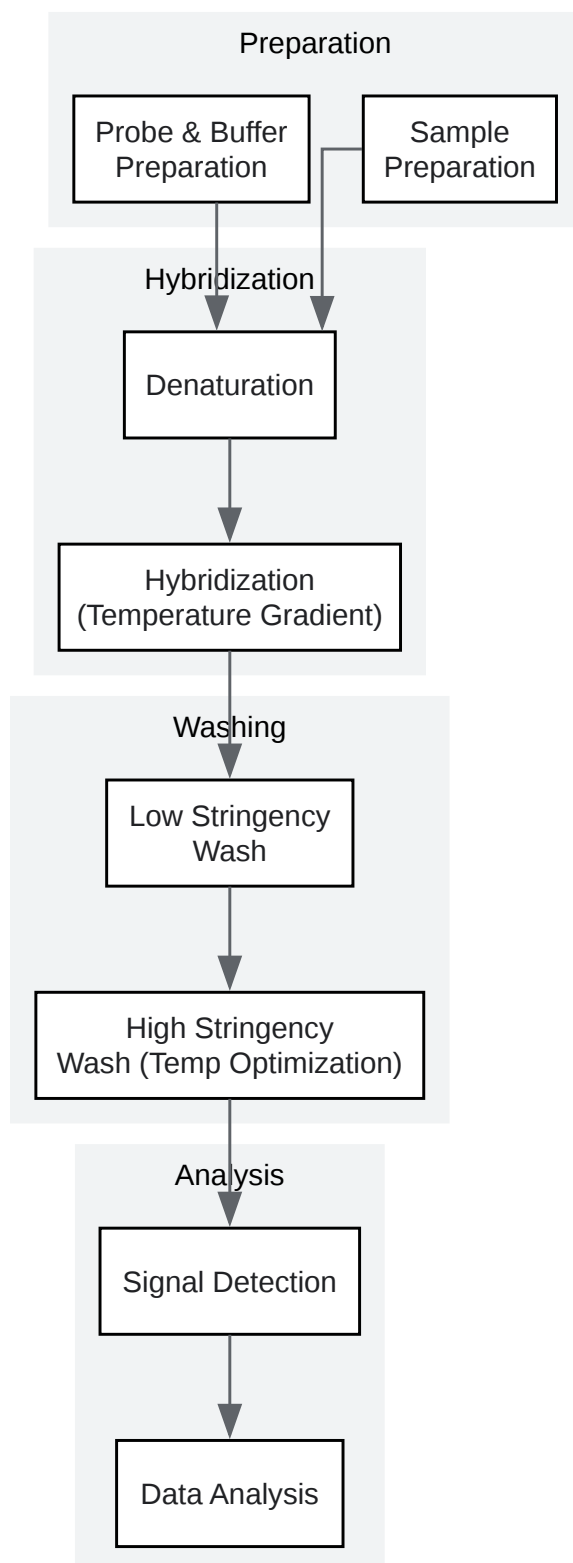 Preparation
Probe & Buffer
Preparation
Sample
Preparation
Hybridization
Denaturation
Hybridization
(Temperature Gradient)
Washing
Low Stringency
Wash
High Stringency
Wash (Temp Optimization)
Analysis
Signal Detection
Data Analysis